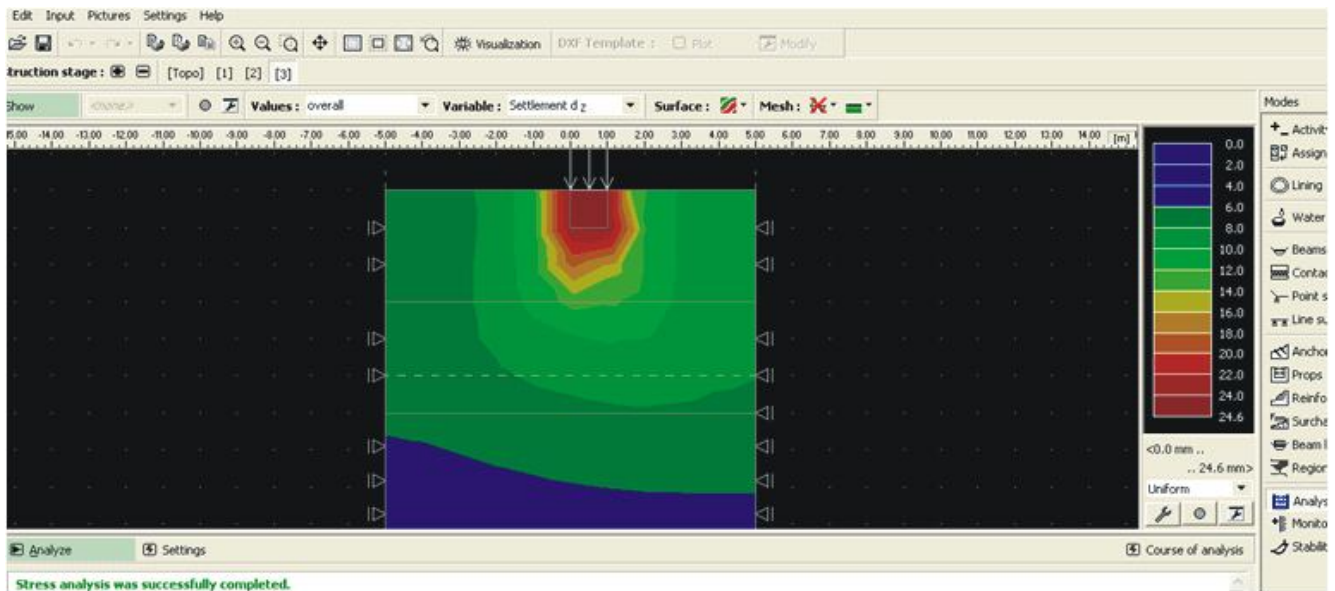 Edit Input Pictures Settings Help
Visualization DXF Template : Plot Modify
truction stage : [Topo] [1] [2] [3]
Show <none> Values : overall Variable : Settlement d z Surface : Mesh : Modes
-14.00 -13.00 -12.00 -11.00 -10.00 -9.00 -8.00 -7.00 -6.00 -5.00 -4.00 -3.00 -2.00 -1.00 0.00 1.00 2.00 3.00 4.00 5.00 6.00 7.00 8.00 9.00 10.00 11.00 12.00 13.00 14.00 [m]
0.0
2.0
4.0
6.0
8.0
10.0
12.0
14.0
16.0
18.0
20.0
22.0
24.0
24.6
<0.0 mm ..
.. 24.6 mm>
Uniform
Activit
Assign
Lining
Water
Beams
Contac
Point s
Line su
Anchor
Props
Reinfo
Surcha
Beam l
Region
Analys
Monito
Stabilit
Analyze Settings Course of analysis
Stress analysis was successfully completed.